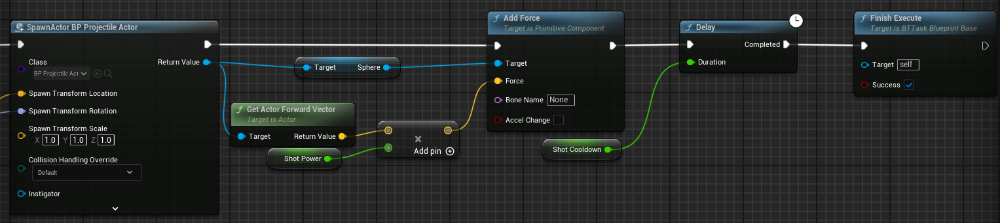 SpawnActor BP Projectile Actor
Class
BP Projectile Act
Return Value
Spawn Transform Location
Spawn Transform Rotation
Spawn Transform Scale
X 1.0 Y 1.0 Z 1.0
Collision Handling Override
Default
Instigator
Target Sphere
Get Actor Forward Vector
Target is Actor
Target Return Value
Shot Power
Add pin
Add Force
Target is Primitive Component
Target
Force
Bone Name None
Accel Change
Shot Cooldown
Delay
Completed
Duration
Finish Execute
Target is BTTask Blueprint Base
Target self
Success